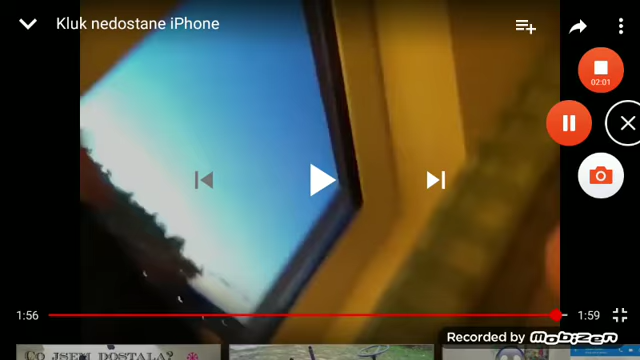 Kluk nedostane iPhone
02:01
1:56
1:59
Recorded by mobizen
Co jsem dostala?